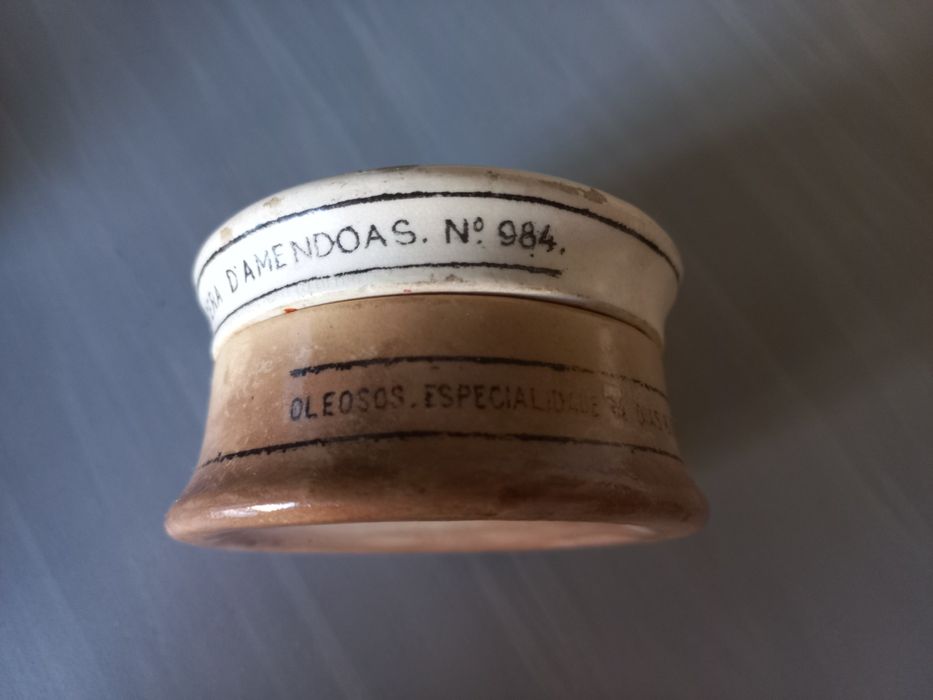 D'AMENDOAS. Nº 984.
OLEOSOS. ESPECIALIDADE